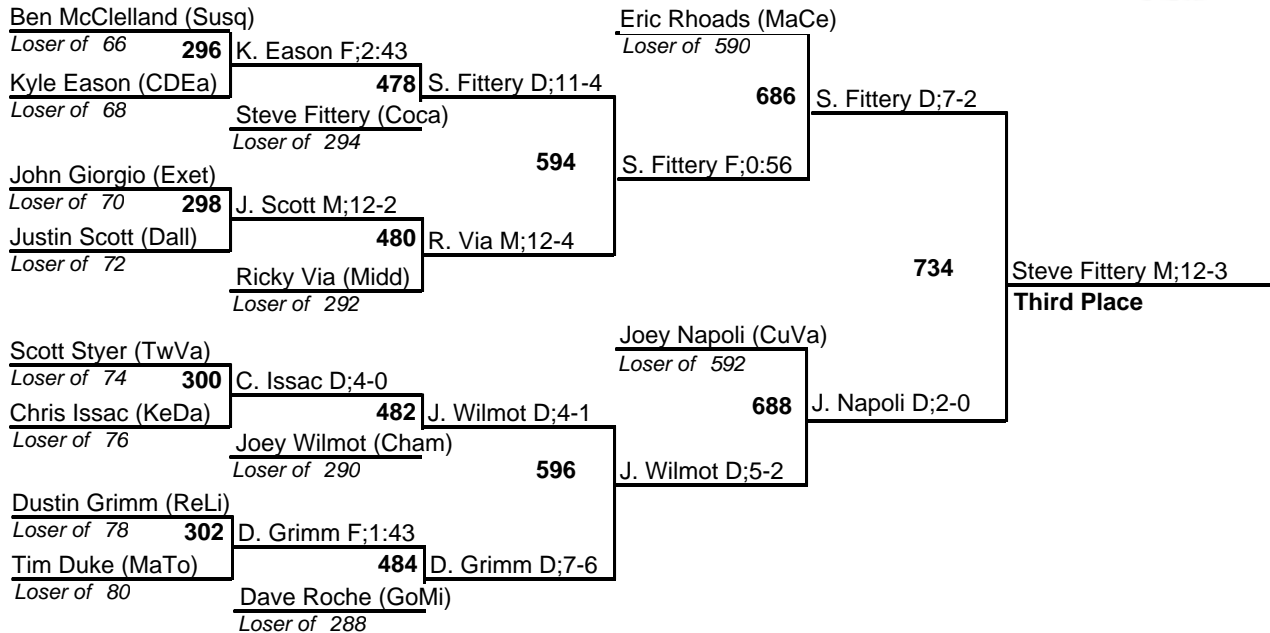 Ben McClelland (Susq)
Eric Rhoads (MaCe)
Loser of 66
296
K. Eason F;2:43
Loser of 590
Kyle Eason (CDEa)
478
S. Fittery D;11-4
686
S. Fittery D;7-2
Loser of 68
Steve Fittery (Coca)
Loser of 294
594
S. Fittery F;0:56
John Giorgio (Exet)
Loser of 70
298
J. Scott M;12-2
Justin Scott (Dall)
480
R. Via M;12-4
Loser of 72
Ricky Via (Midd)
Loser of 292
734
Steve Fittery M;12-3
Third Place
Scott Styer (TwVa)
Joey Napoli (CuVa)
Loser of 74
300
C. Issac D;4-0
Loser of 592
Chris Issac (KeDa)
482
J. Wilmot D;4-1
688
J. Napoli D;2-0
Loser of 76
Joey Wilmot (Cham)
Loser of 290
596
J. Wilmot D;5-2
Dustin Grimm (ReLi)
Loser of 78
302
D. Grimm F;1:43
Tim Duke (MaTo)
484
D. Grimm D;7-6
Loser of 80
Dave Roche (GoMi)
Loser of 288